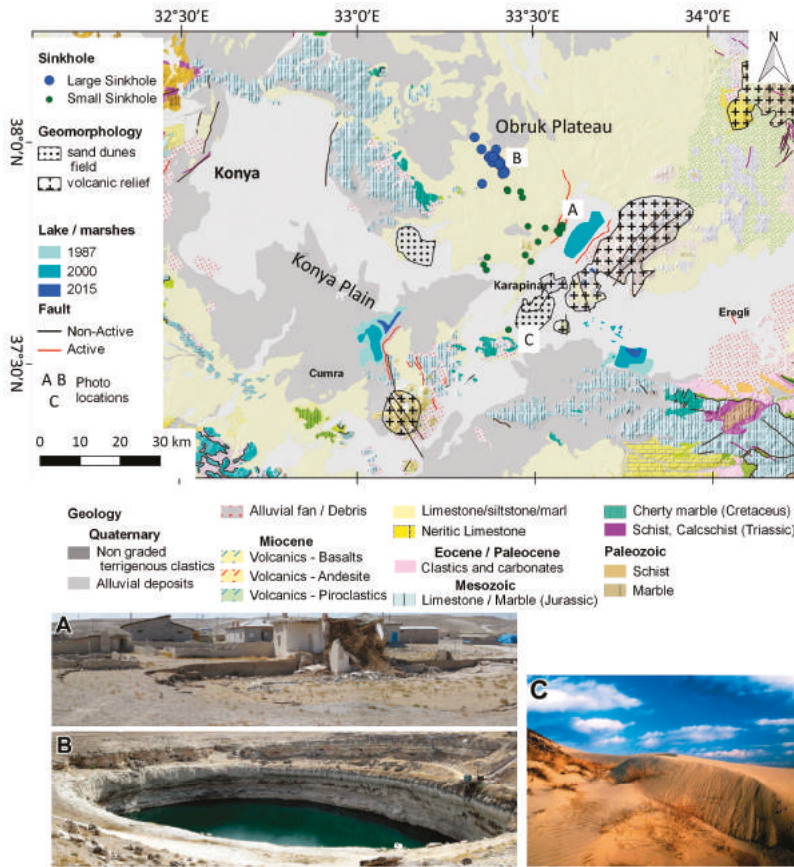 32°30'E
33°0'E
33°30'E
34°0'E
N
Sinkhole
Large Sinkhole
Small Sinkhole
Geomorphology
sand dunes
field
volcanic relief
Lake / marshes
1987
2000
2015
Fault
Non-Active
Active
A B
C
Photo
locations
0 10 20 30 km
38°0'N
37°30'N
Obruk Plateau
B
Konya
A
Konya Plain
Karapinar
Eregli
C
Cumra
Geology
Quaternary
Non graded
terrigenous clastics
Alluvial deposits
Alluvial fan / Debris
Miocene
Volcanics - Basalts
Volcanics - Andesite
Volcanics - Piroclastics
Limestone/siltstone/marl
Neritic Limestone
Eocene / Paleocene
Clastics and carbonates
Mesozoic
Limestone / Marble (Jurassic)
Cherty marble (Cretaceus)
Schist, Calcschist (Triassic)
Paleozoic
Schist
Marble
A
B
C